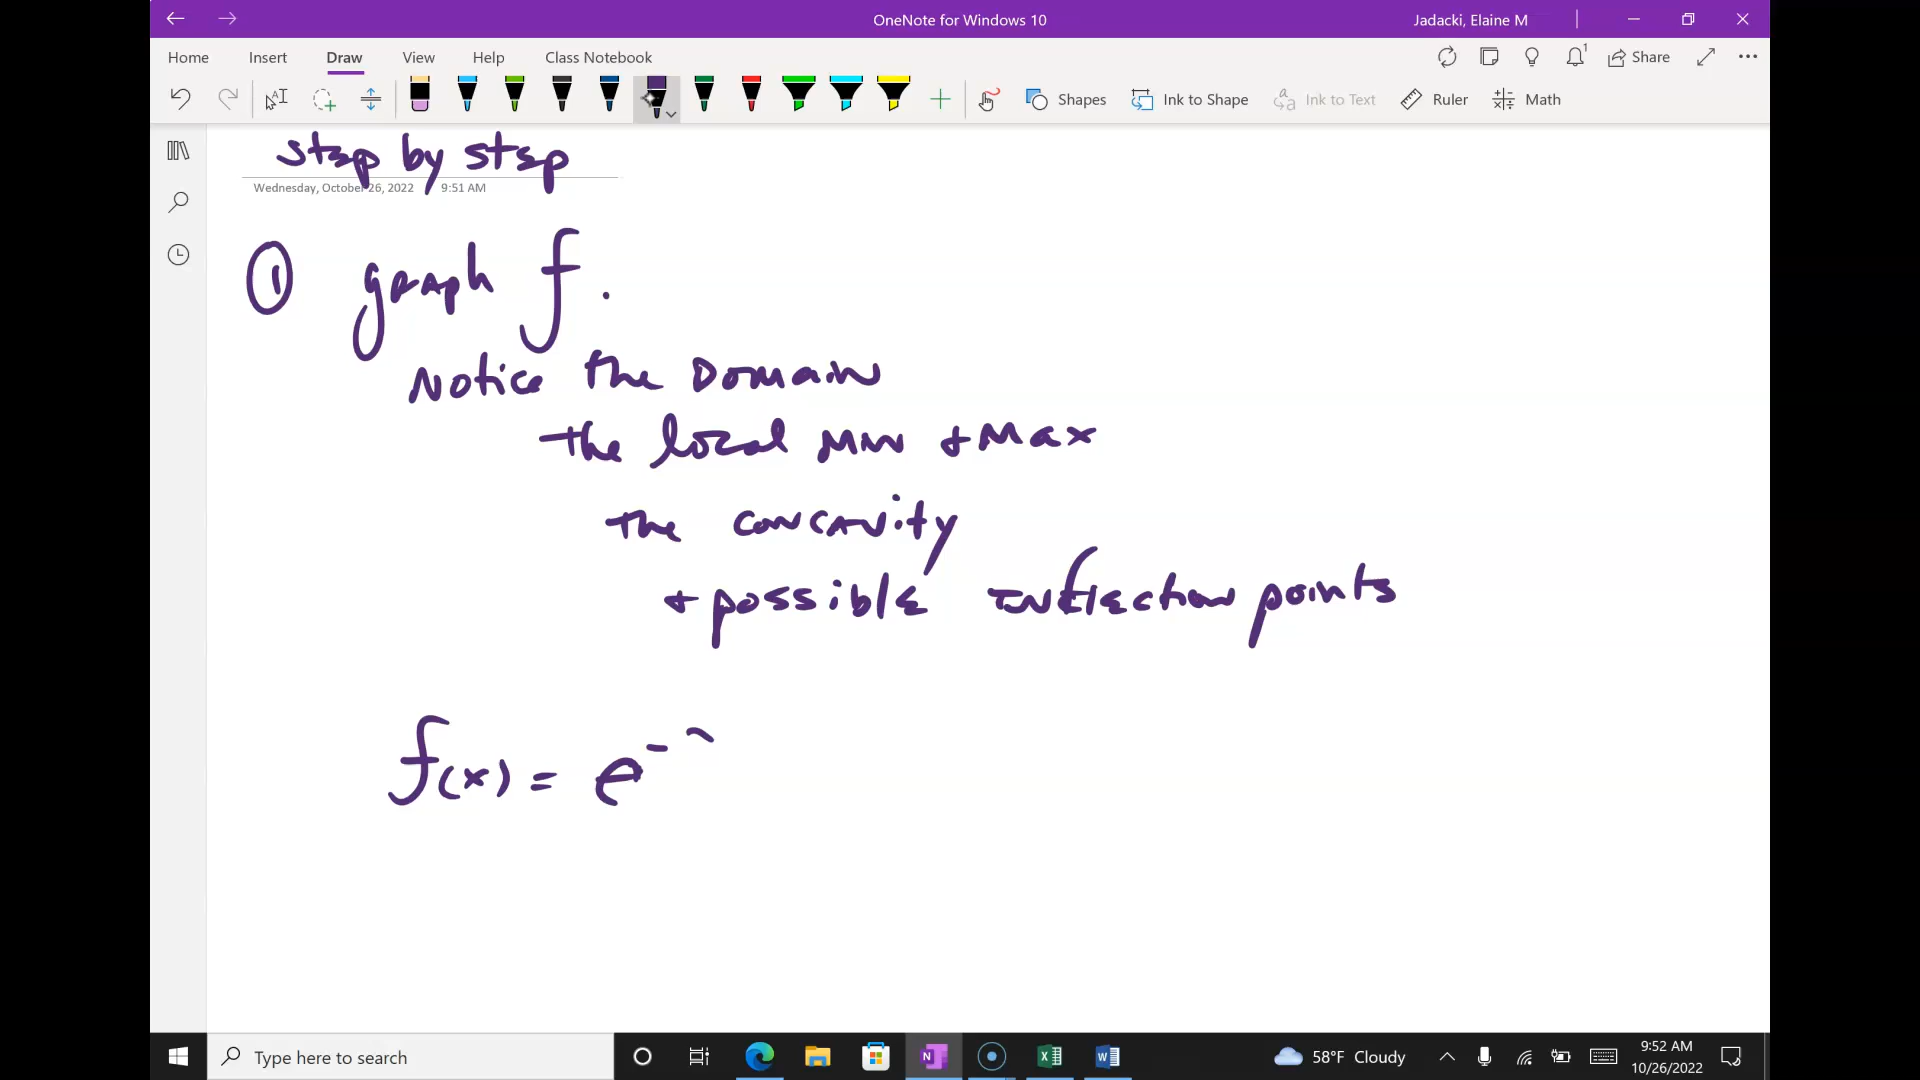 OneNote for Windows 10
Jadacki, Elaine M
Home Insert Draw View Help Class Notebook
1 Share
Shapes Ink to Shape Ink to Text Ruler Math
step by step
Wednesday, October 26, 2022 9:51 AM
① graph f.
Notice the Domain
the local min + Max
the concavity
+ possible inflection points
f(x) = e^-
Type here to search
58°F Cloudy
9:52 AM
10/26/2022